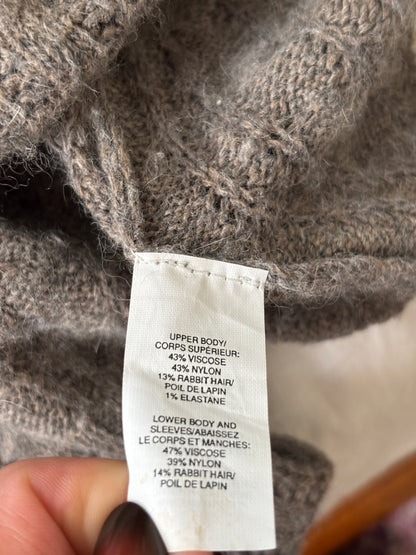 UPPER BODY/
CORPS SUPÉRIEUR:
43% VISCOSE
43% NYLON
13% RABBIT HAIR/
POIL DE LAPIN
1% ELASTANE
LOWER BODY AND
SLEEVES/ABAISSEZ
LE CORPS ET MANCHES:
47% VISCOSE
39% NYLON
14% RABBIT HAIR/
POIL DE LAPIN